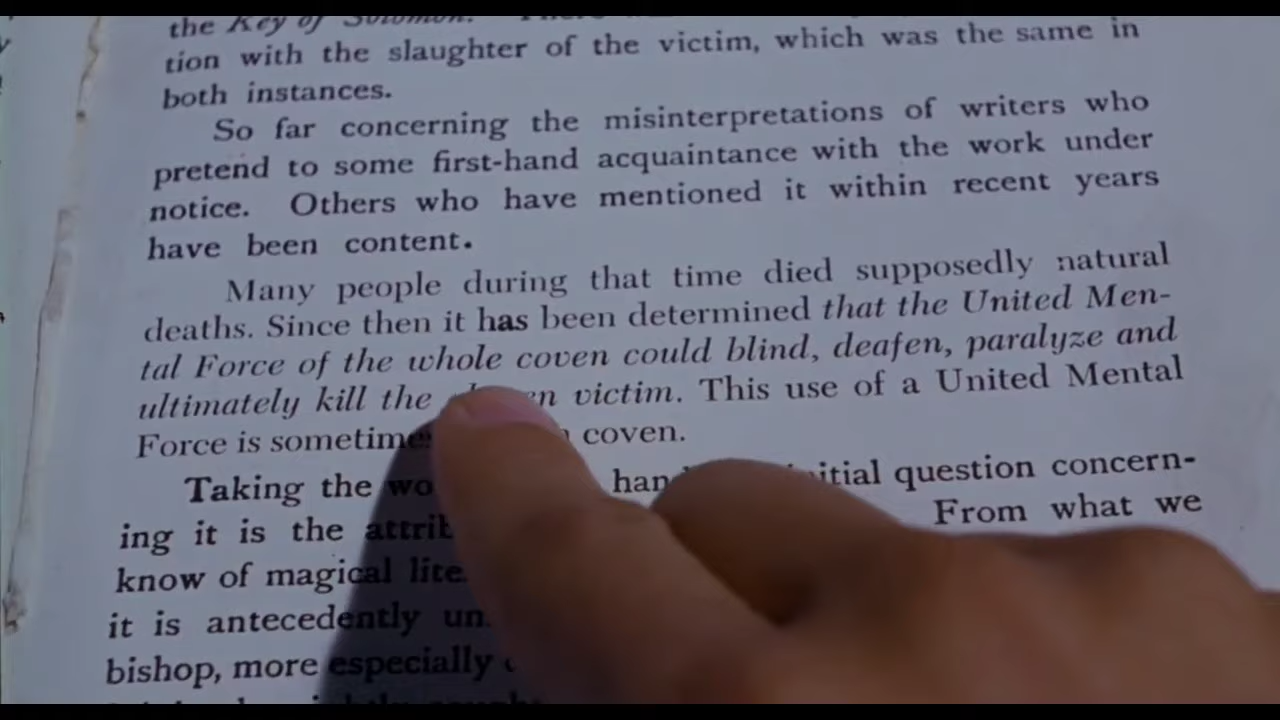 the Key of Solomon.
tion with the slaughter of the victim, which was the same in
both instances.
So far concerning the misinterpretations of writers who
pretend to some first-hand acquaintance with the work under
notice. Others who have mentioned it within recent years
have been content.
Many people during that time died supposedly natural
deaths. Since then it has been determined that the United Men-
tal Force of the whole coven could blind, deafen, paralyze and
ultimately kill the victim. This use of a United Mental
Force is coven.
Taking the initial question concern-
ing it is the From what we
know of magical
it is antecedently
bishop, more especially